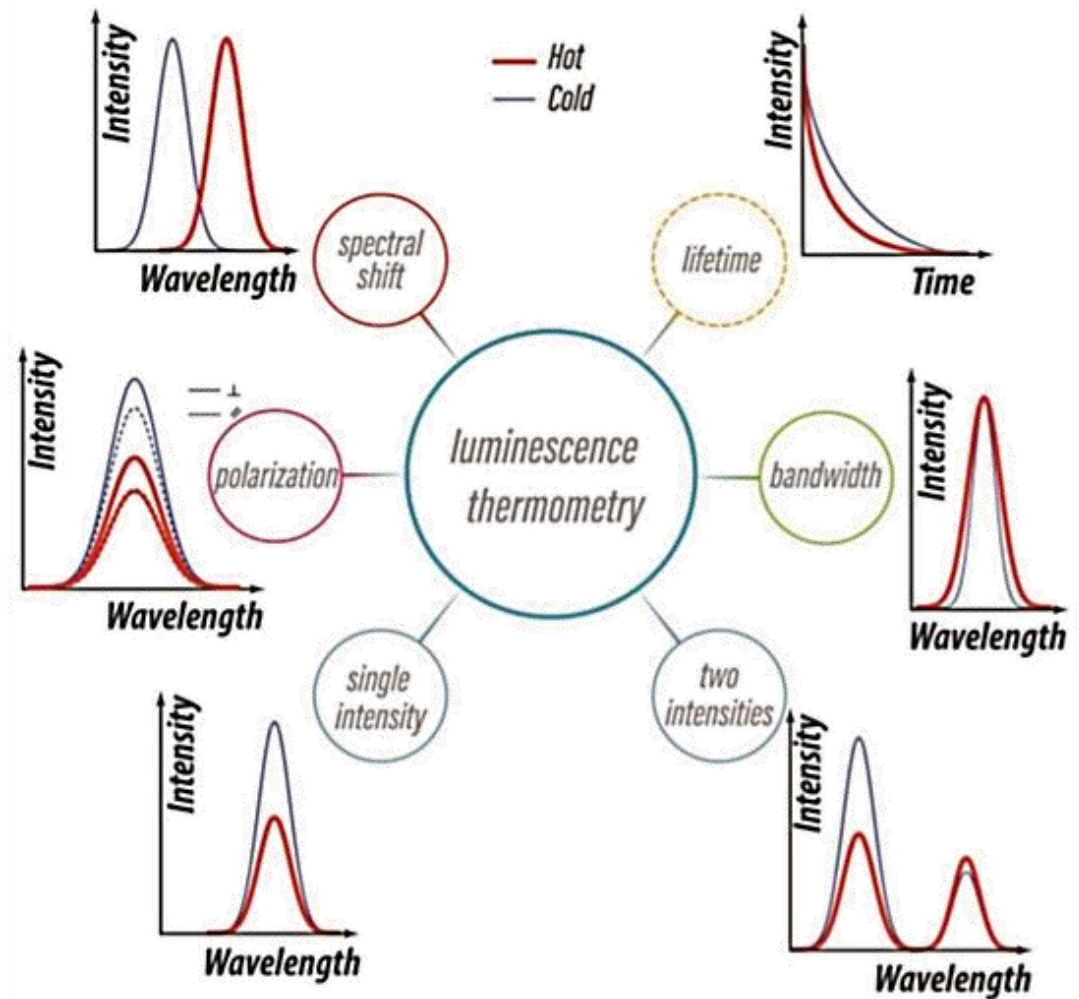 Intensity
Wavelength
Hot
Cold
Intensity
Time
spectral
shift
lifetime
Intensity
Wavelength
⊥
∥
polarization
luminescence
thermometry
bandwidth
Intensity
Wavelength
single
intensity
two
intensities
Intensity
Wavelength
Intensity
Wavelength